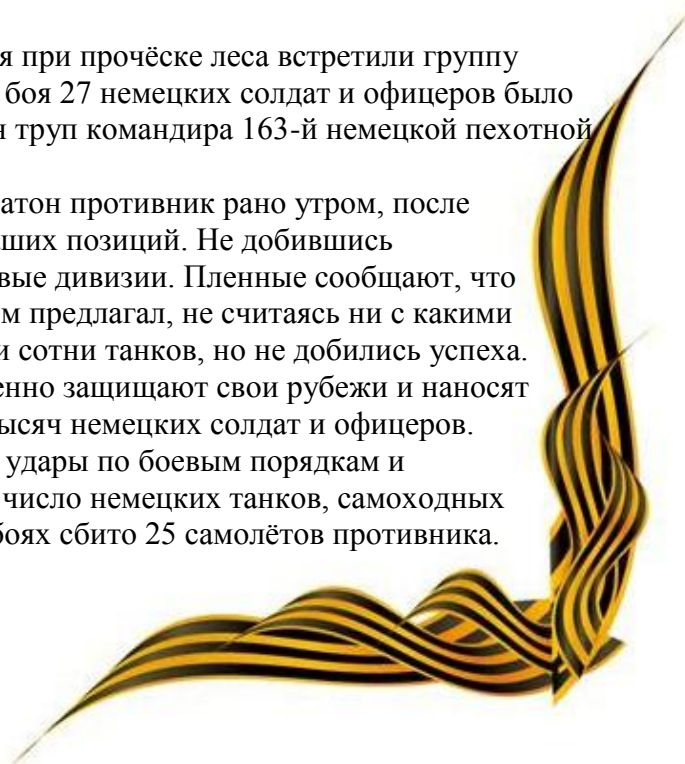 я при прочёске леса встретили группу
боя 27 немецких солдат и офицеров было
труп командира 163-й немецкой пехотной
атон противник рано утром, после
ших позиций. Не добившись
вые дивизии. Пленные сообщают, что
м предлагал, не считаясь ни с какими
и сотни танков, но не добились успеха.
енно защищают свои рубежи и наносят
ысяч немецких солдат и офицеров.
удары по боевым порядкам и
число немецких танков, самоходных
боях сбито 25 самолётов противника.